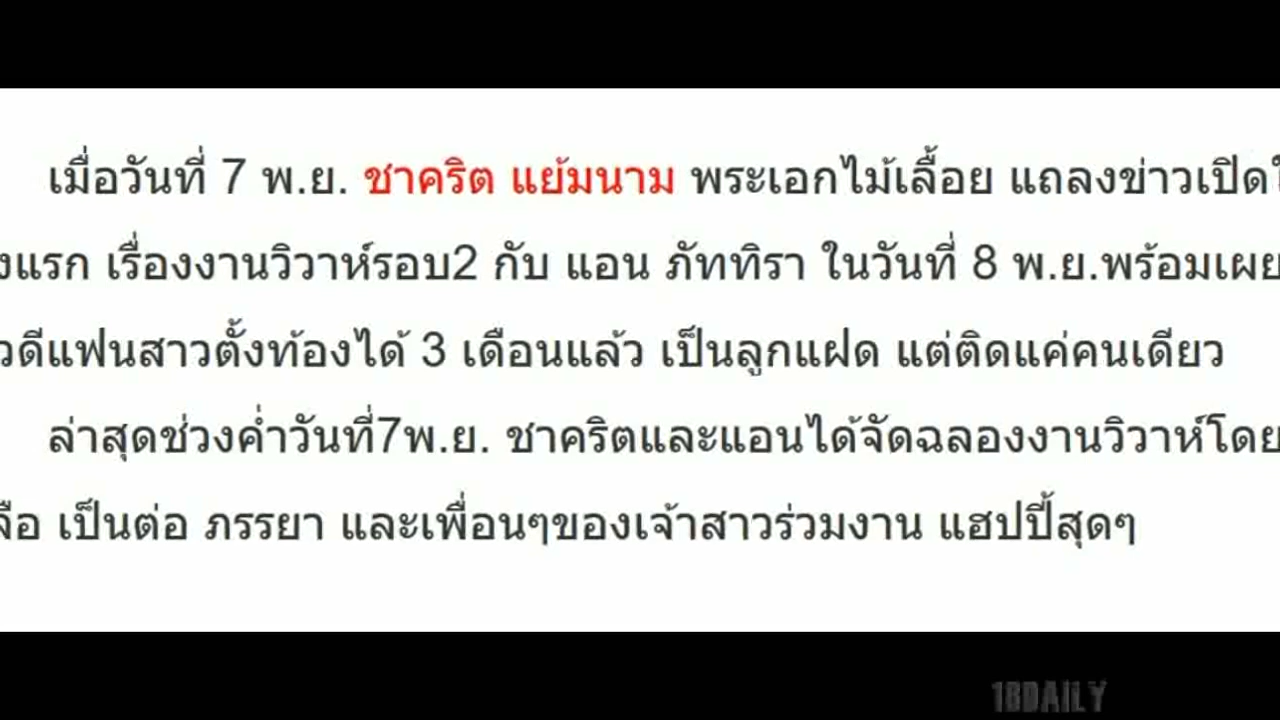 เมื่อวันที่ 7 พ.ย. ชาคริต แย้มนาม พระเอกไม้เลื้อย แถลงข่าวเปิดใ
งแรก เรื่องงานวิวาห์รอบ2 กับ แอน ภัททิรา ในวันที่ 8 พ.ย.พร้อมเผย
วดีแฟนสาวตั้งท้องได้ 3 เดือนแล้ว เป็นลูกแฝด แต่ติดแค่คนเดียว
ล่าสุดช่วงค่ำวันที่7พ.ย. ชาคริตและแอนได้จัดฉลองงานวิวาห์โดย
ลือ เป็นต่อ ภรรยา และเพื่อนๆของเจ้าสาวร่วมงาน แฮปปี้สุดๆ
18DAILY